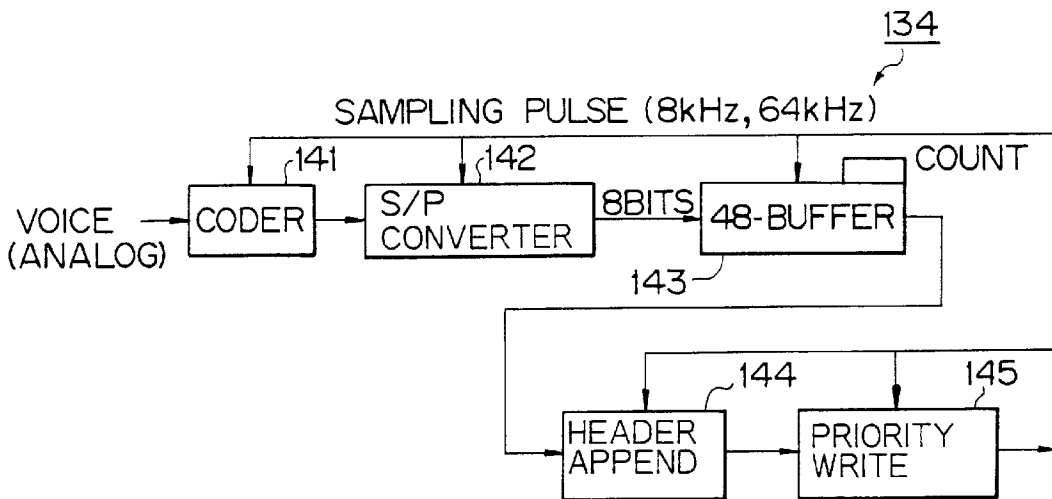 134
SAMPLING PULSE (8kHz, 64kHz)
141
142
COUNT
VOICE
(ANALOG)
CODER
S/P
CONVERTER
8BITS
48-BUFFER
143
144
145
HEADER
APPEND
PRIORITY
WRITE